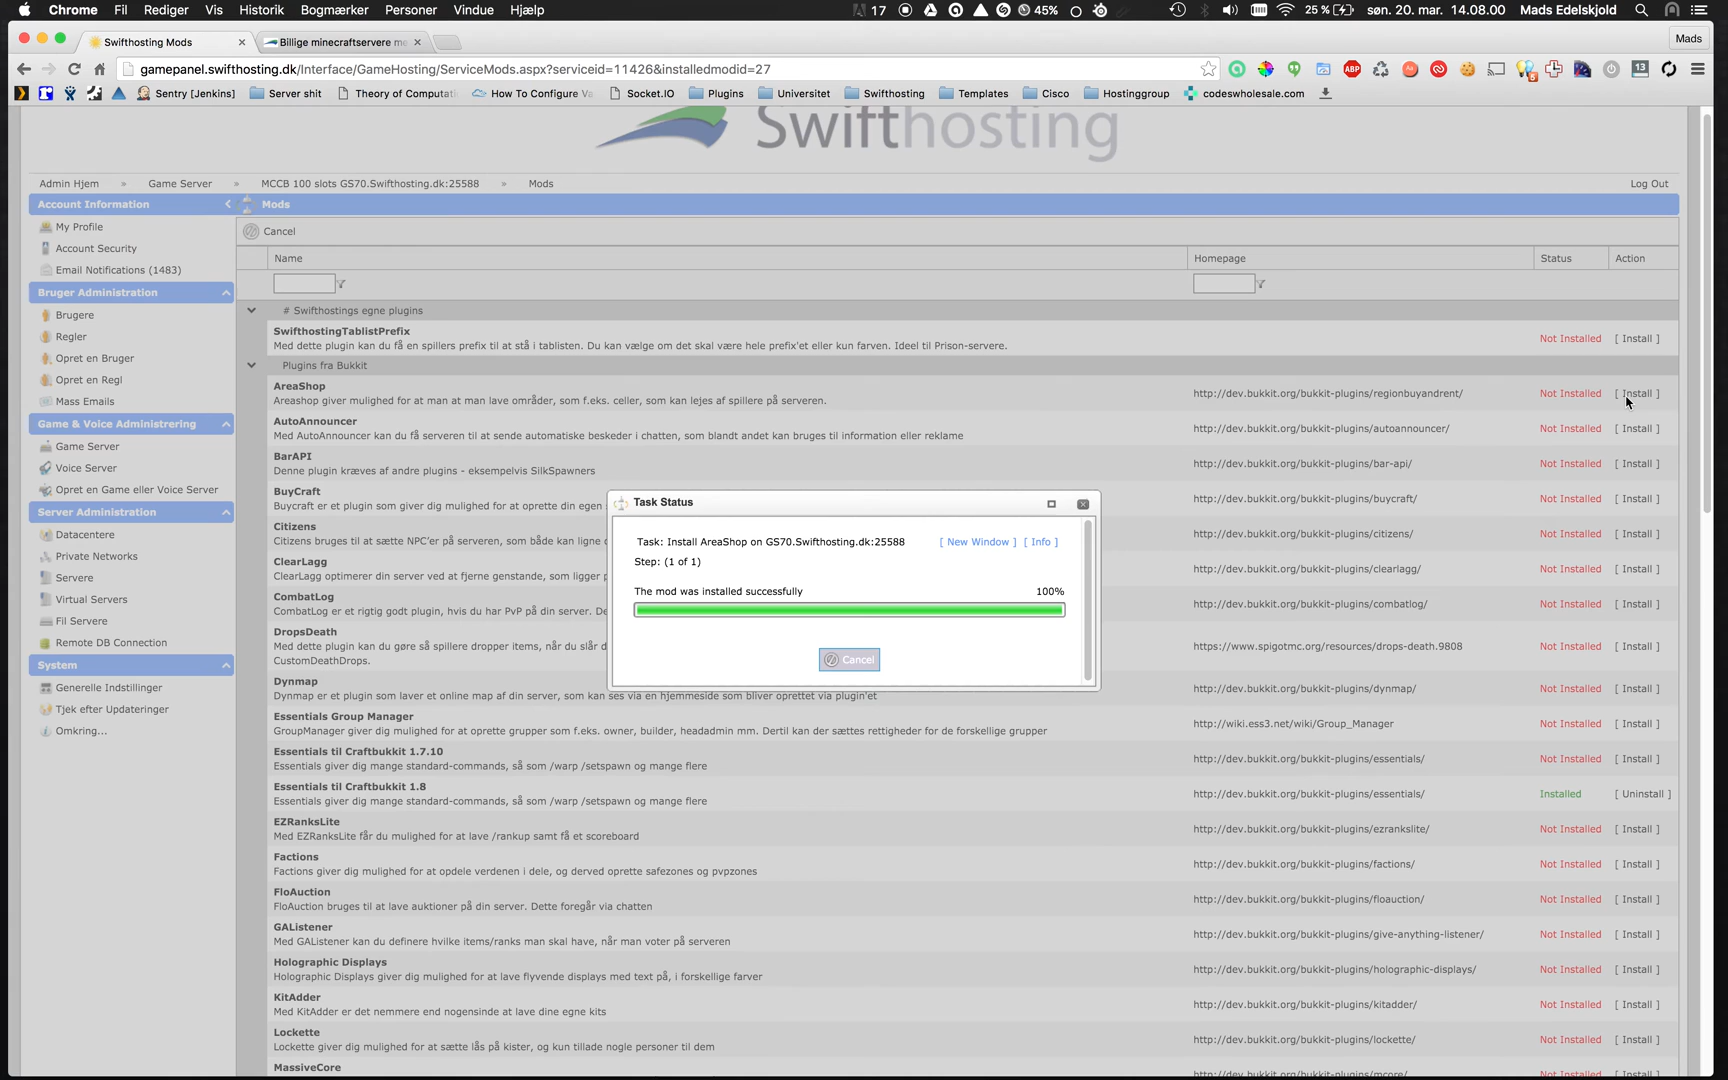 Chrome Fil Rediger Vis Historik Bogmærker Personer Vindue Hjælp 17 45% 25 % søn. 20. mar. 14.08.00 Mads Edelskjold
Swifthosting Mods
Billige minecraftservere me
Mads
gamepanel.swifthosting.dk/Interface/GameHosting/ServiceMods.aspx?serviceid=11426&installedmodid=27
ABP 5 13
Sentry [Jenkins] Server shit Theory of Computat How To Configure Va Socket.IO Plugins Universitet Swifthosting Templates Cisco Hostinggroup codeswholesale.com
Swifthosting
Admin Hjem » Game Server » MCCB 100 slots GS70.Swifthosting.dk:25588 » Mods
Log Out
Account Information
My Profile
Account Security
Email Notifications (1483)
Bruger Administration
Brugere
Regler
Opret en Bruger
Opret en Regl
Mass Emails
Game & Voice Administrering
Game Server
Voice Server
Opret en Game eller Voice Server
Server Administration
Datacentere
Private Networks
Servere
Virtual Servers
Fil Servere
Remote DB Connection
System
Generelle Indstillinger
Tjek efter Updateringer
Omkring...
Mods
Cancel
Name Homepage Status Action
# Swifthostings egne plugins
SwifthostingTablistPrefix
Med dette plugin kan du få en spillers prefix til at stå i tablisten. Du kan vælge om det skal være hele prefix'et eller kun farven. Ideel til Prison-servere.
Not Installed [ Install ]
Plugins fra Bukkit
AreaShop
Areashop giver mulighed for at man at man lave områder, som f.eks. celler, som kan lejes af spillere på serveren.
http://dev.bukkit.org/bukkit-plugins/regionbuyandrent/ Not Installed [ Install ]
AutoAnnouncer
Med AutoAnnouncer kan du få serveren til at sende automatiske beskeder i chatten, som blandt andet kan bruges til information eller reklame
http://dev.bukkit.org/bukkit-plugins/autoannouncer/ Not Installed [ Install ]
BarAPI
Denne plugin kræves af andre plugins - eksempelvis SilkSpawners
http://dev.bukkit.org/bukkit-plugins/bar-api/ Not Installed [ Install ]
BuyCraft
Buycraft er et plugin som giver dig mulighed for at oprette din egen
http://dev.bukkit.org/bukkit-plugins/buycraft/ Not Installed [ Install ]
Citizens
Citizens bruges til at sætte NPC'er på serveren, som både kan ligne
http://dev.bukkit.org/bukkit-plugins/citizens/ Not Installed [ Install ]
ClearLagg
ClearLagg optimerer din server ved at fjerne genstande, som ligger
http://dev.bukkit.org/bukkit-plugins/clearlagg/ Not Installed [ Install ]
CombatLog
CombatLog er et rigtig godt plugin, hvis du har PvP på din server. De
http://dev.bukkit.org/bukkit-plugins/combatlog/ Not Installed [ Install ]
DropsDeath
Med dette plugin kan du gøre så spillere dropper items, når du slår
CustomDeathDrops.
https://www.spigotmc.org/resources/drops-death.9808 Not Installed [ Install ]
Dynmap
Dynmap er et plugin som laver et online map af din server, som kan ses via en hjemmeside som bliver oprettet via plugin'et
http://dev.bukkit.org/bukkit-plugins/dynmap/ Not Installed [ Install ]
Essentials Group Manager
GroupManager giver dig mulighed for at oprette grupper som f.eks. owner, builder, headadmin mm. Dertil kan der sættes rettigheder for de forskellige grupper
http://wiki.ess3.net/wiki/Group_Manager Not Installed [ Install ]
Essentials til Craftbukkit 1.7.10
Essentials giver dig mange standard-commands, så som /warp /setspawn og mange flere
http://dev.bukkit.org/bukkit-plugins/essentials/ Not Installed [ Install ]
Essentials til Craftbukkit 1.8
Essentials giver dig mange standard-commands, så som /warp /setspawn og mange flere
http://dev.bukkit.org/bukkit-plugins/essentials/ Installed [ Uninstall ]
EZRanksLite
Med EZRanksLite får du mulighed for at lave /rankup samt få et scoreboard
http://dev.bukkit.org/bukkit-plugins/ezrankslite/ Not Installed [ Install ]
Factions
Factions giver dig mulighed for at opdele verdenen i dele, og derved oprette safezones og pvpzones
http://dev.bukkit.org/bukkit-plugins/factions/ Not Installed [ Install ]
FloAuction
FloAuction bruges til at lave auktioner på din server. Dette foregår via chatten
http://dev.bukkit.org/bukkit-plugins/floauction/ Not Installed [ Install ]
GAListener
Med GAListener kan du definere hvilke items/ranks man skal have, når man voter på serveren
http://dev.bukkit.org/bukkit-plugins/give-anything-listener/ Not Installed [ Install ]
Holographic Displays
Holographic Displays giver dig mulighed for at lave flyvende displays med text på, i forskellige farver
http://dev.bukkit.org/bukkit-plugins/holographic-displays/ Not Installed [ Install ]
KitAdder
Med KitAdder er det nemmere end nogensinde at lave dine egne kits
http://dev.bukkit.org/bukkit-plugins/kitadder/ Not Installed [ Install ]
Lockette
Lockette giver dig mulighed for at sætte lås på kister, og kun tillade nogle personer til dem
http://dev.bukkit.org/bukkit-plugins/lockette/ Not Installed [ Install ]
MassiveCore
http://dev.bukkit.org/bukkit-plugins/mcore/ Not Installed [ Install ]
Task Status
Task: Install AreaShop on GS70.Swifthosting.dk:25588 [ New Window ] [ Info ]
Step: (1 of 1)
The mod was installed successfully 100%
Cancel